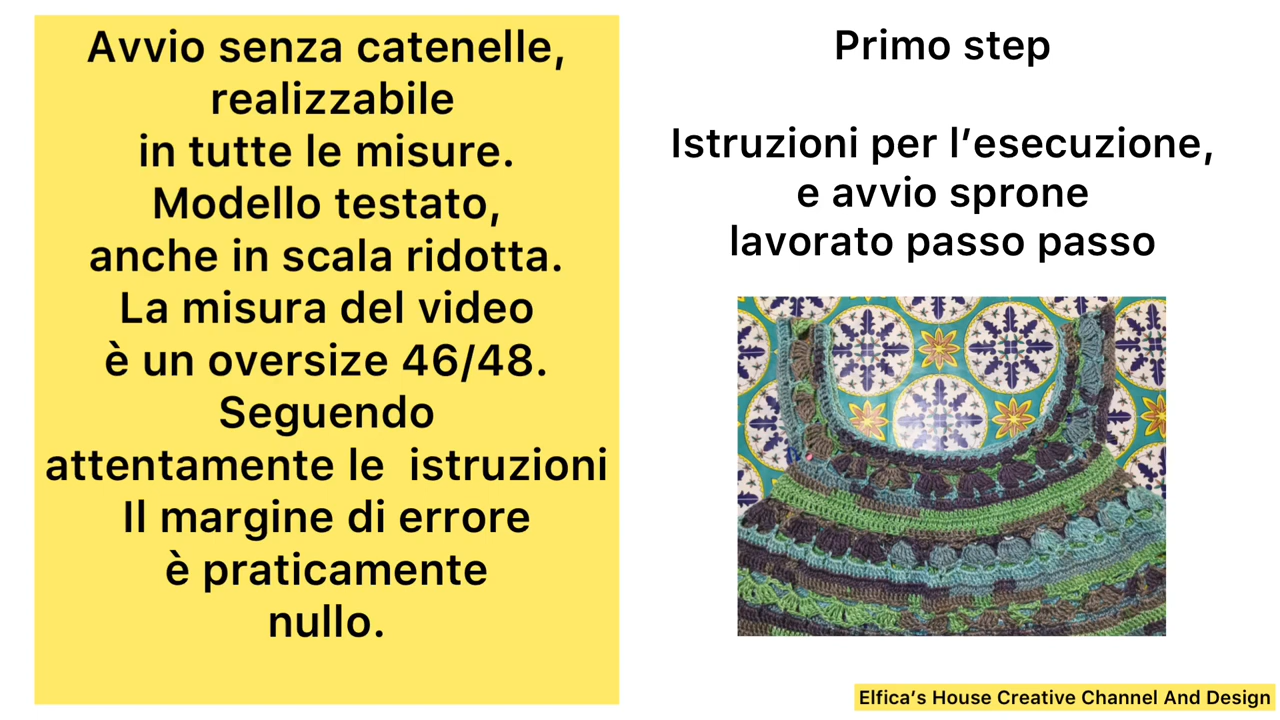 Avvio senza catenelle,
realizzabile
in tutte le misure.
Modello testato,
anche in scala ridotta.
La misura del video
è un oversize 46/48.
Seguendo
attentamente le  istruzioni
Il margine di errore
è praticamente
nullo.
Primo step
Istruzioni per l’esecuzione,
e avvio sprone
lavorato passo passo
Elfica’s House Creative Channel And Design